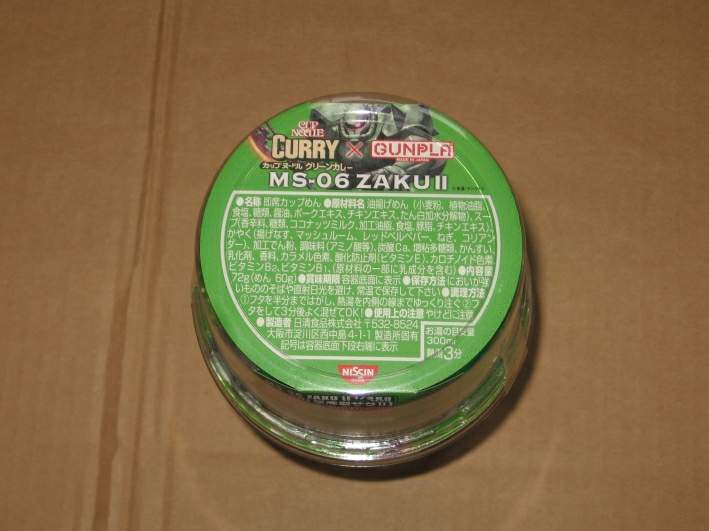 CUP
NOODLE
CURRY × GUNPLA
MADE IN JAPAN
カップヌードル グリーンカレー
MS-06 ZAKU II
●名称 即席カップめん ●原材料名 油揚げめん (小麦粉、植物油脂、
食塩、糖類、醤油、ポークエキス、チキンエキス、たん白加水分解物)、スー
プ(香辛料、糖類、ココナッツミルク、加工油脂、食塩、豚脂、チキンエキス)、
かやく(揚げなす、マッシュルーム、レッドベルペパー、ねぎ、コリアン
ダー)、加工でん粉、調味料(アミノ酸等)、炭酸Ca、増粘多糖類、かんすい、
乳化剤、香料、カラメル色素、酸化防止剤(ビタミンE)、カロチノイド色素、
ビタミンB₂、ビタミンB₁、(原材料の一部に乳成分を含む) ●内容量
72g(めん 60g) ●賞味期限 容器底面に表示 ●保存方法 においが強
いもののそばや直射日光を避け、常温で保存して下さい ●調理方法
①フタを半分まではがし、熱湯を内側の線までゆっくり注ぐ ②フ
タをして3分後よく混ぜてOK! ●使用上の注意 やけどに注意
●製造者 日清食品株式会社 〒532-8524
大阪市淀川区西中島4-1-1 製造所固有
記号は容器底面下段右端に表示
お湯の目安量
300ml
熱湯3分
NISSIN
ZAKU II